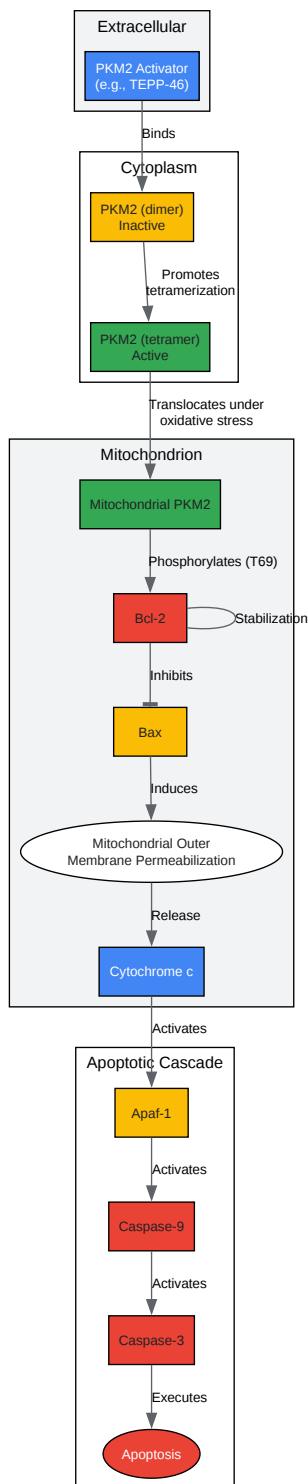 Extracellular
PKM2 Activator
(e.g., TEPP-46)
Binds
Cytoplasm
PKM2 (dimer)
Inactive
Promotes
tetramerization
PKM2 (tetramer)
Active
Translocates under
oxidative stress
Mitochondrion
Mitochondrial PKM2
Phosphorylates (T69)
Bcl-2
Stabilization
Inhibits
Bax
Induces
Mitochondrial Outer
Membrane Permeabilization
Release
Cytochrome c
Activates
Apoptotic Cascade
Apaf-1
Activates
Caspase-9
Activates
Caspase-3
Executes
Apoptosis